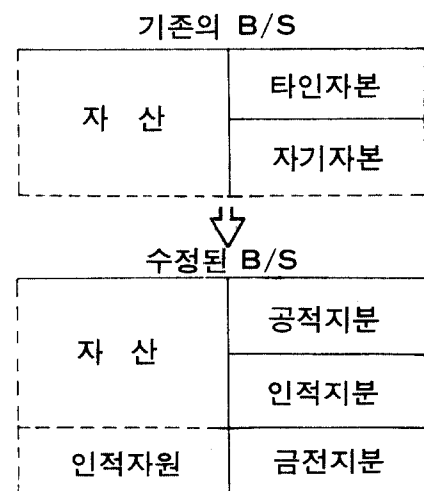 기존의 B/S
타인자본
자 산
자기자본
수정된 B/S
공적지분
자 산
인적지분
인적자원 금전지분